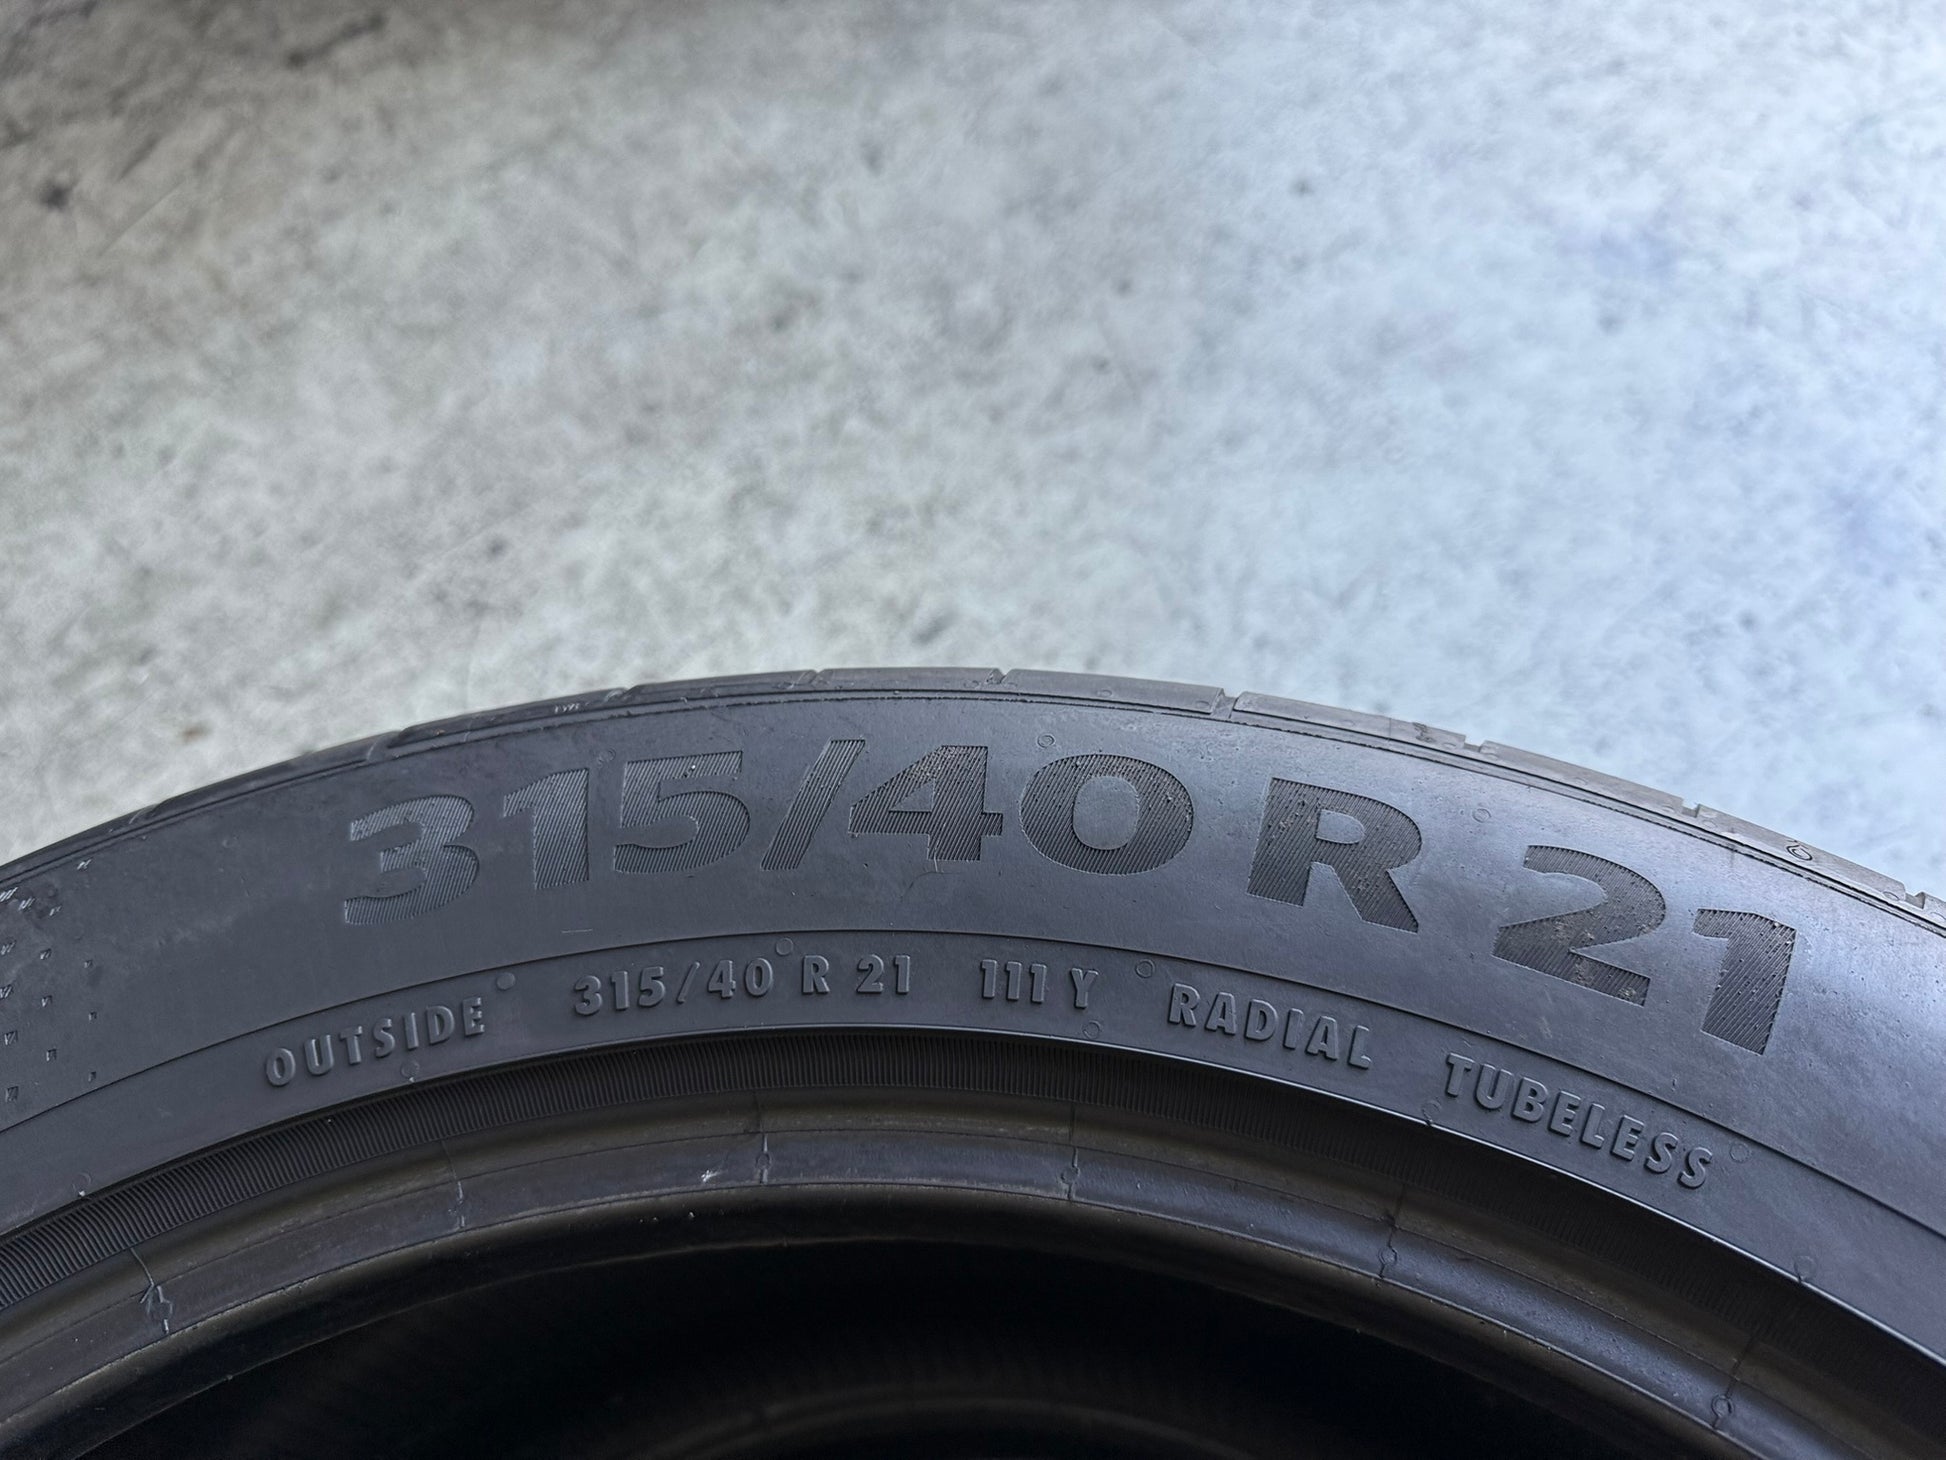 315/40 R 21
OUTSIDE 315/40 R 21 111 Y RADIAL TUBELESS